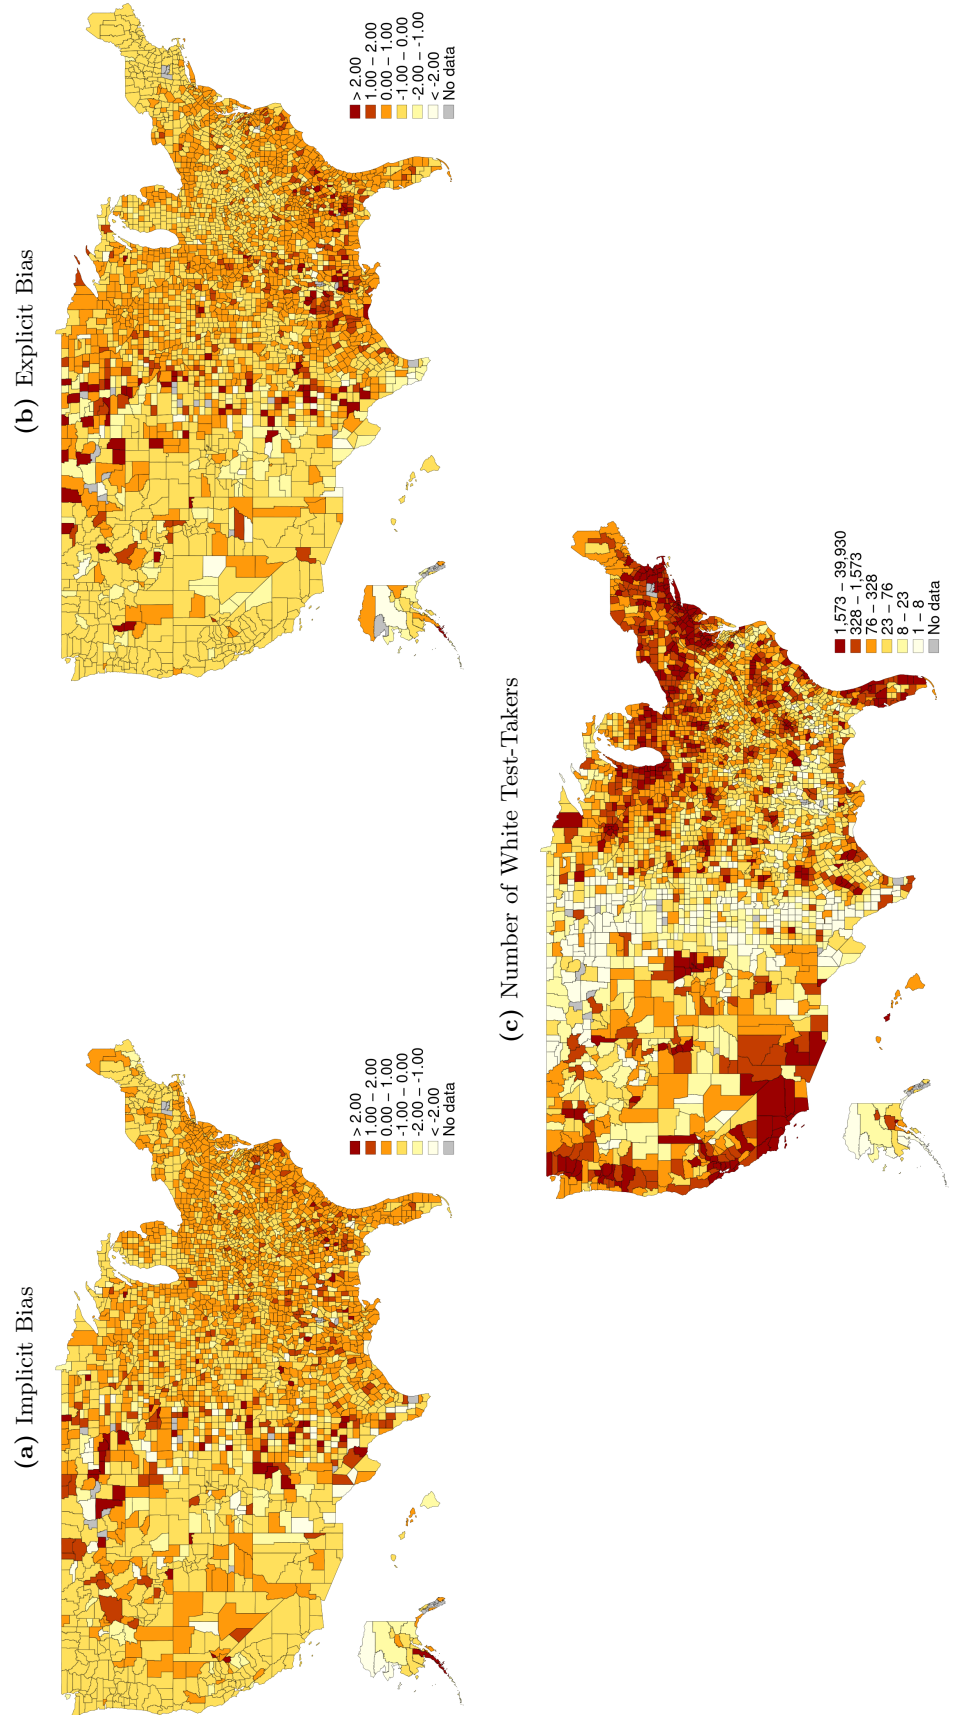 (a) Implicit Bias
> 2.00
1.00 – 2.00
0.00 – 1.00
-1.00 – 0.00
-2.00 – -1.00
< -2.00
No data
(b) Explicit Bias
> 2.00
1.00 – 2.00
0.00 – 1.00
-1.00 – 0.00
-2.00 – -1.00
< -2.00
No data
(c) Number of White Test-Takers
1,573 – 39,930
328 – 1,573
76 – 328
23 – 76
8 – 23
1 – 8
No data